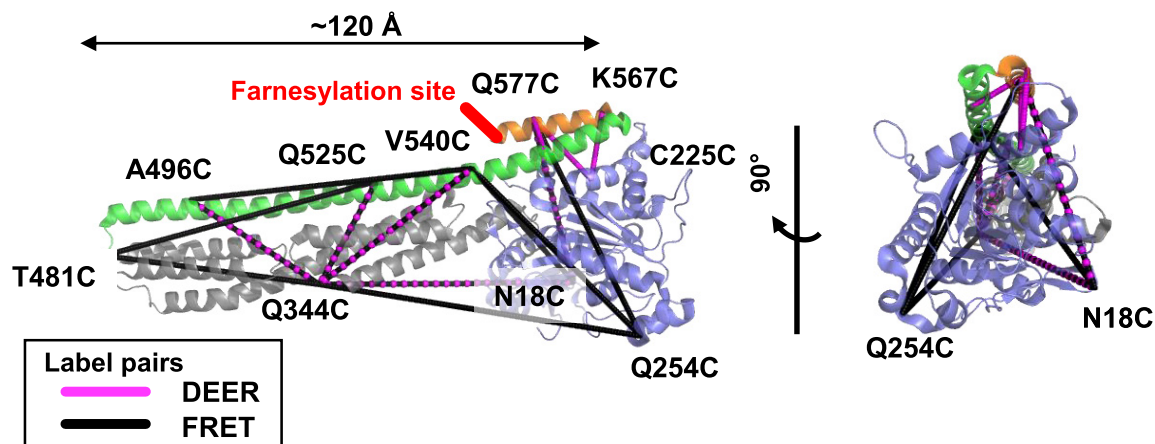 ~120 Å
Q577C
K567C
Farnesylation site
V540C
Q525C
C225C
A496C
90°
T481C
Q344C
N18C
N18C
Q254C
Q254C
Label pairs
DEER
FRET